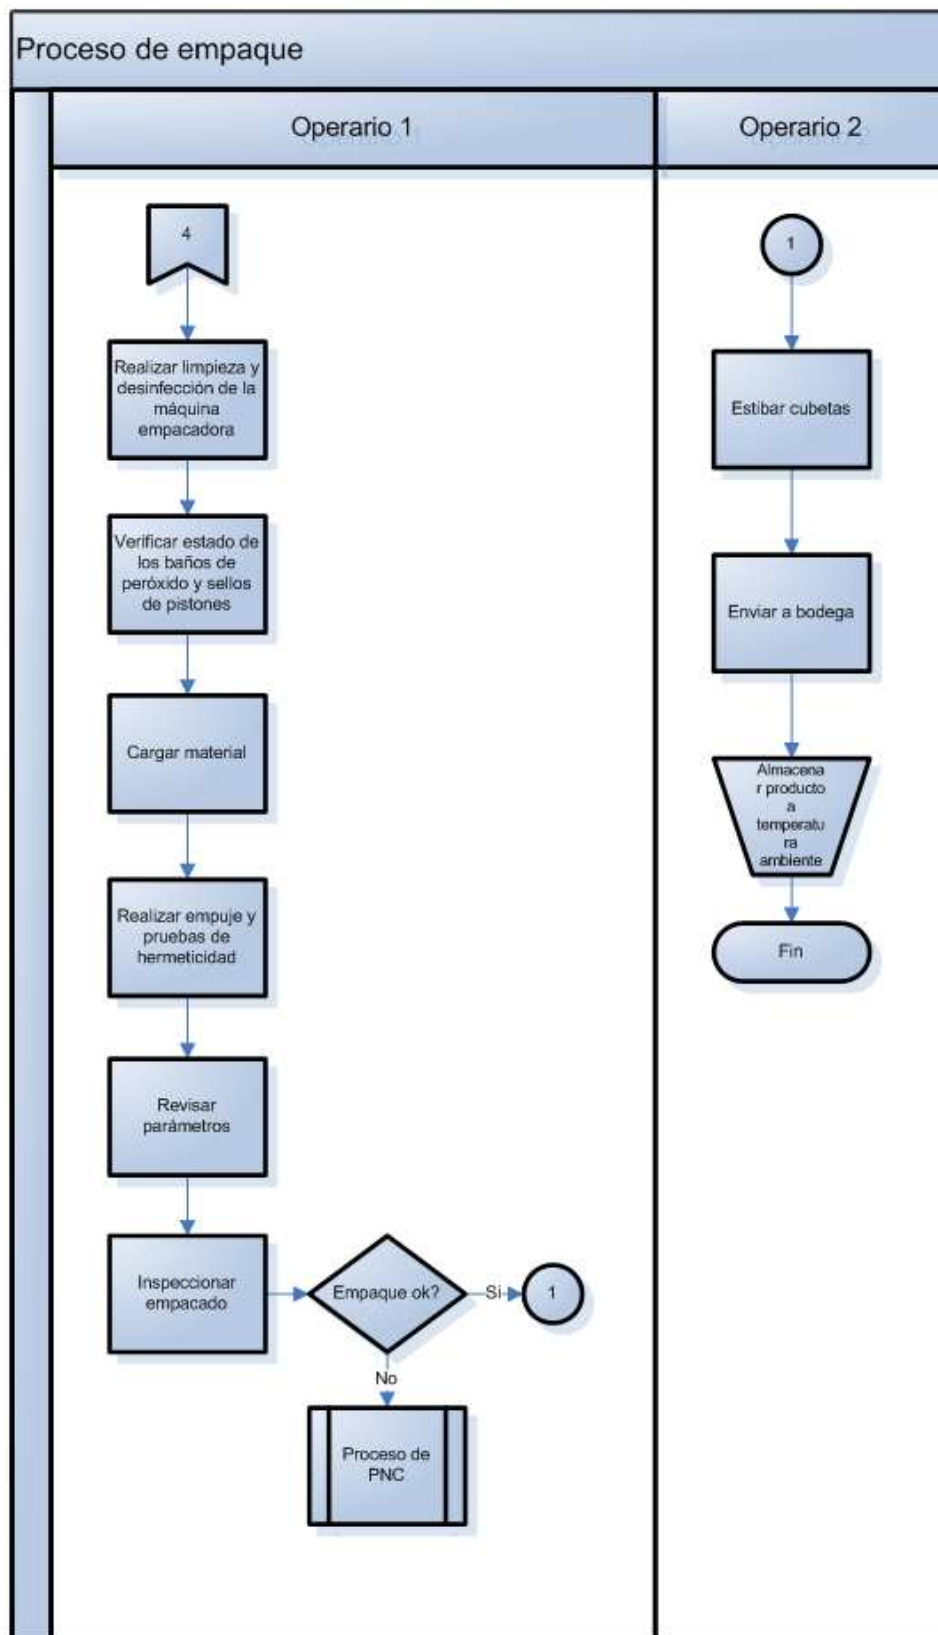 Proceso de empaque
Operario 1
4
Realizar limpieza y
desinfección de la
máquina
empacadora
Verificar estado de
los baños de
peróxido y sellos
de pistones
Cargar material
Realizar empuje y
pruebas de
hermeticidad
Revisar
parámetros
Inspeccionar
empacado
Empaque ok?
Si
1
No
Proceso de
PNC
Operario 2
1
Estibar cubetas
Enviar a bodega
Almacena
r producto
a
temperatu
ra
ambiente
Fin